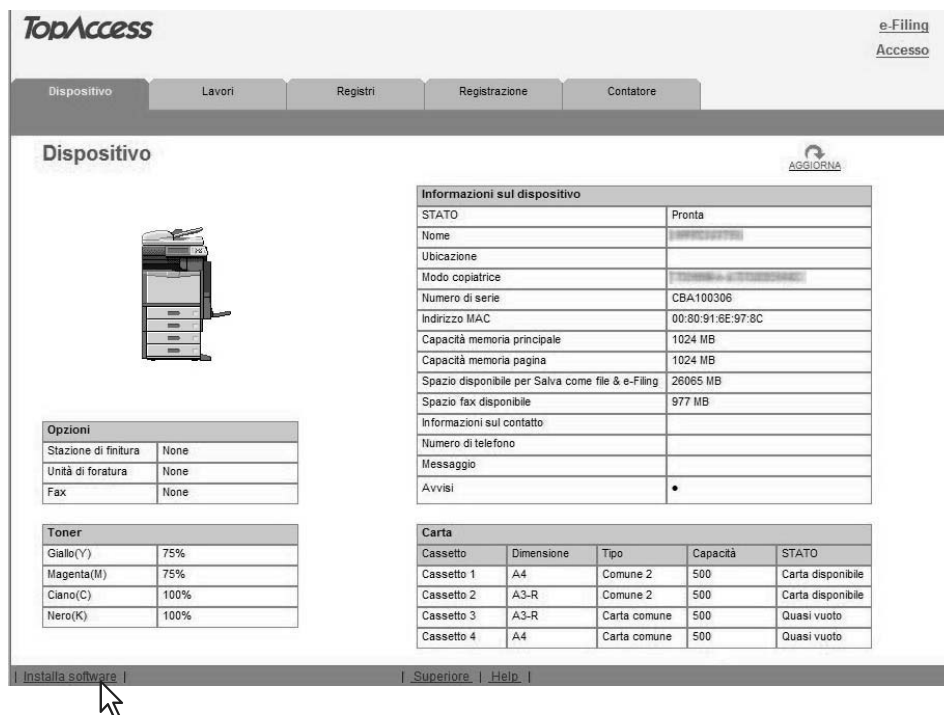 TopAccess
e-Filing
Accesso
Dispositivo Lavori Registri Registrazione Contatore
Dispositivo
AGGIORNA
Informazioni sul dispositivo
STATO Pronta
Nome
Ubicazione
Modo copiatrice
Numero di serie CBA100306
Indirizzo MAC 00:80:91:6E:97:8C
Capacità memoria principale 1024 MB
Capacità memoria pagina 1024 MB
Spazio disponibile per Salva come file & e-Filing 26065 MB
Spazio fax disponibile 977 MB
Informazioni sul contatto
Numero di telefono
Messaggio
Avvisi •
Opzioni
Stazione di finitura None
Unità di foratura None
Fax None
Toner
Giallo(Y) 75%
Magenta(M) 75%
Ciano(C) 100%
Nero(K) 100%
Carta
Cassetto Dimensione Tipo Capacità STATO
Cassetto 1 A4 Comune 2 500 Carta disponibile
Cassetto 2 A3-R Comune 2 500 Carta disponibile
Cassetto 3 A3-R Carta comune 500 Quasi vuoto
Cassetto 4 A4 Carta comune 500 Quasi vuoto
| Installa software | | Superiore | Help |